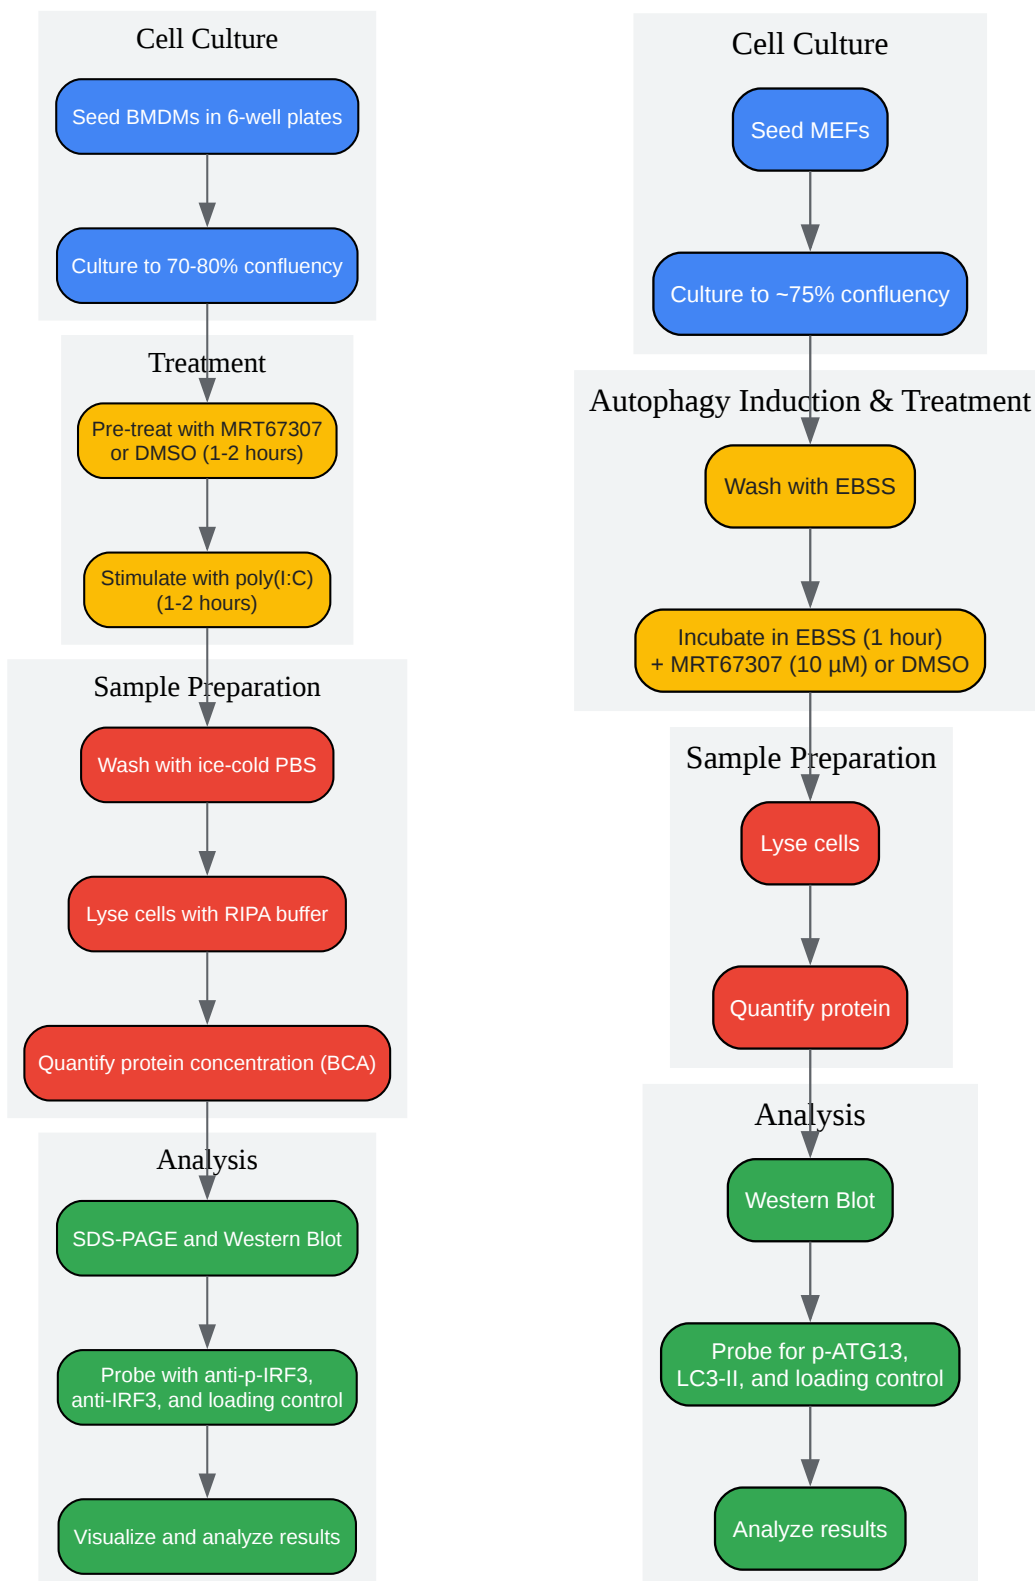 Cell Culture
Seed BMDMs in 6-well plates
Culture to 70-80% confluency
Treatment
Pre-treat with MRT67307
or DMSO (1-2 hours)
Stimulate with poly(I:C)
(1-2 hours)
Sample Preparation
Wash with ice-cold PBS
Lyse cells with RIPA buffer
Quantify protein concentration (BCA)
Analysis
SDS-PAGE and Western Blot
Probe with anti-p-IRF3,
anti-IRF3, and loading control
Visualize and analyze results
Cell Culture
Seed MEFs
Culture to ~75% confluency
Autophagy Induction & Treatment
Wash with EBSS
Incubate in EBSS (1 hour)
+ MRT67307 (10 µM) or DMSO
Sample Preparation
Lyse cells
Quantify protein
Analysis
Western Blot
Probe for p-ATG13,
LC3-II, and loading control
Analyze results